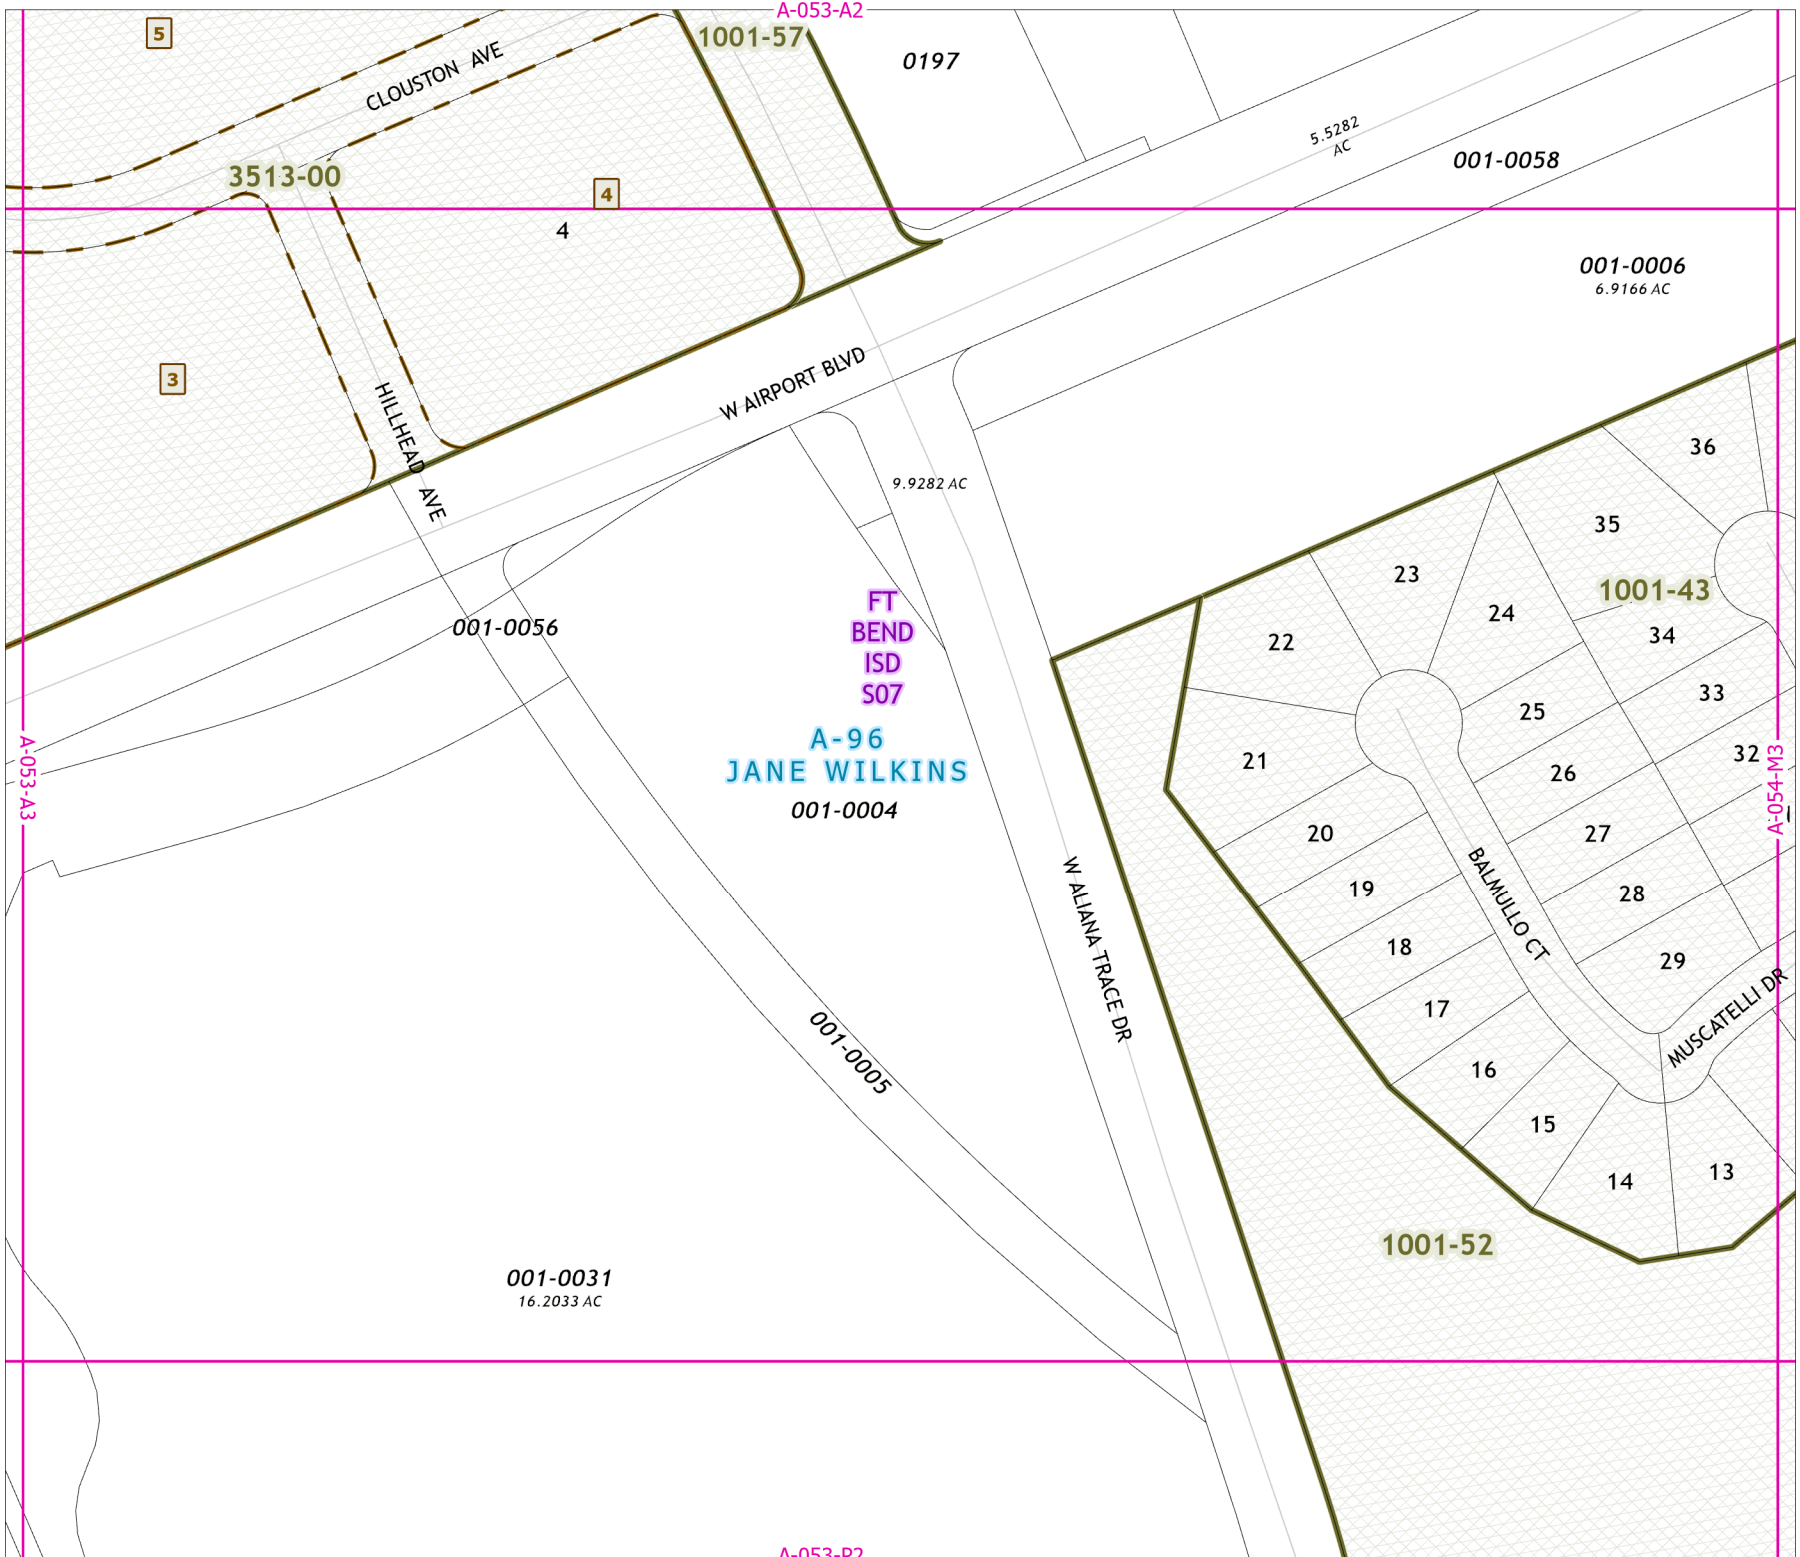 A-053-A2
5
1001-57
CLOUSTON AVE
0197
5.5282
AC
001-0058
3513-00
4
4
001-0006
6.9166 AC
3
HILLHEAD AVE
W AIRPORT BLVD
36
9.9282 AC
35
23
1001-43
24
FT
BEND
ISD
S07
001-0056
22
34
33
25
A-053-A3
A-96
JANE WILKINS
001-0004
21
32
26
A-054-M3
20
27
W ALIANA TRACE DR
BALMULLO CT
19
28
18
29
MUSCATELLI DR
17
001-0005
16
15
14
13
1001-52
001-0031
16.2033 AC
A-053-P2